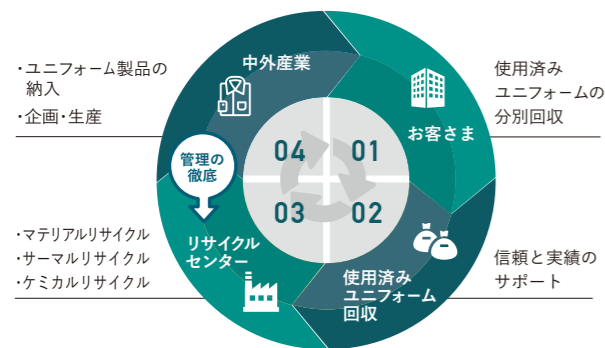 ・ユニフォーム製品の
納入
・企画・生産
中外産業
使用済み
ユニフォームの
分別回収
お客さま
管理の
徹底
04
01
03
02
・マテリアルリサイクル
・サーマルリサイクル
・ケミカルリサイクル
リサイクル
センター
使用済み
ユニフォーム
回収
信頼と実績の
サポート